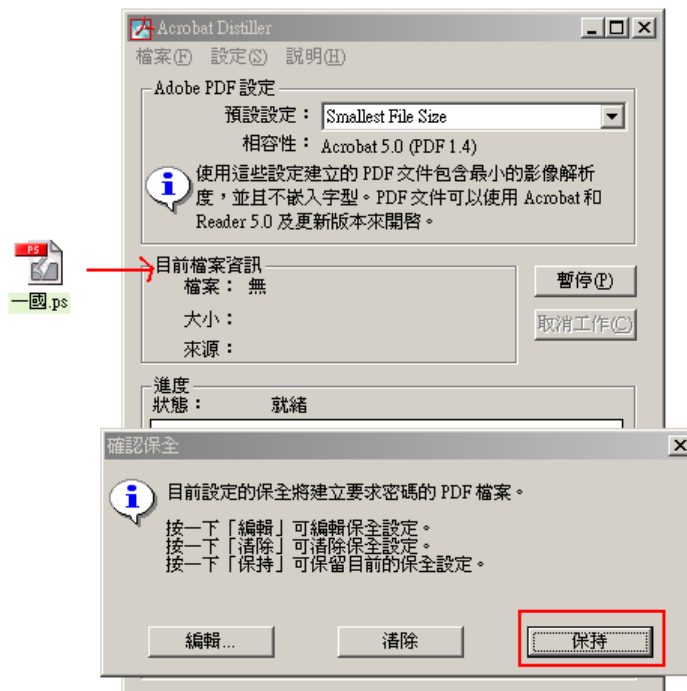 Acrobat Distiller
檔案(F) 設定(S) 說明(H)
Adobe PDF 設定
預設設定： Smallest File Size
相容性： Acrobat 5.0 (PDF 1.4)
使用這些設定建立的 PDF 文件包含最小的影像解析
度，並且不嵌入字型。PDF 文件可以使用 Acrobat 和
Reader 5.0 及更新版本來開啓。
PS
一國.ps
目前檔案資訊
檔案： 無
大小：
來源：
暫停(P)
取消工作(C)
進度
狀態： 就緒
確認保全
目前設定的保全將建立要求密碼的 PDF 檔案。
按一下「編輯」可編輯保全設定。
按一下「清除」可清除保全設定。
按一下「保持」可保留目前的保全設定。
編輯...
清除
保持